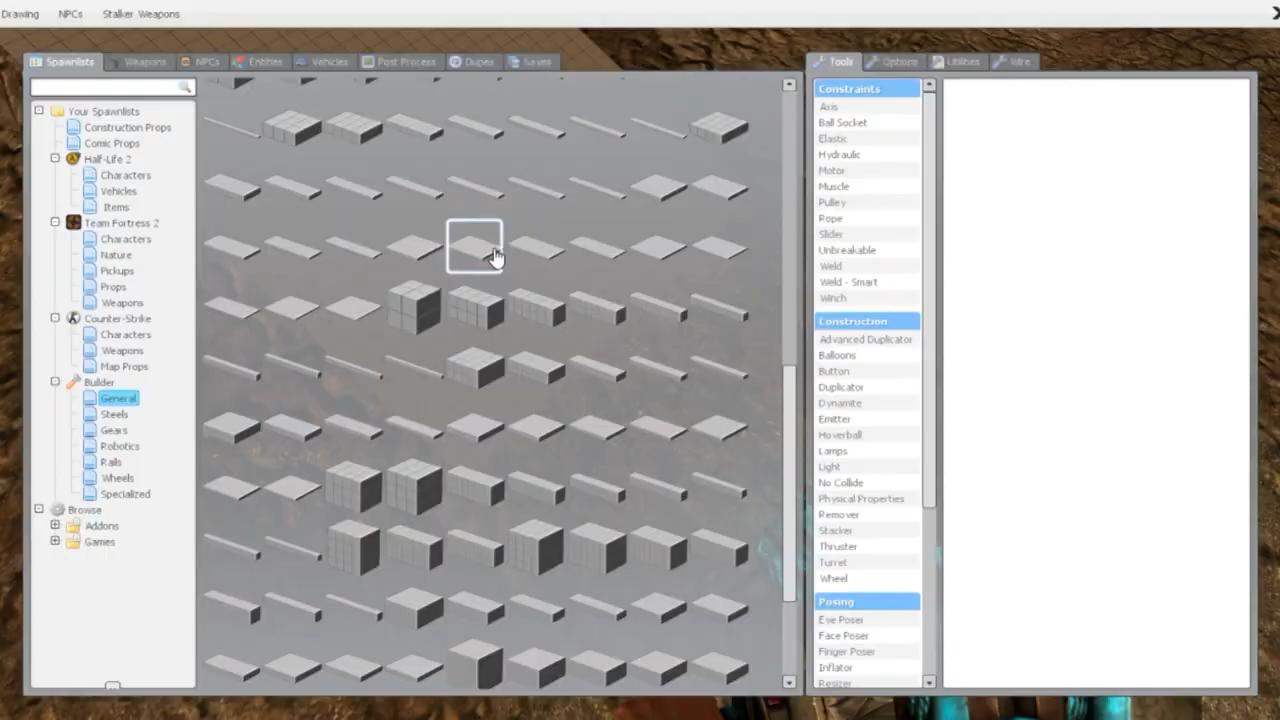 Drawing NPCs Stalker Weapons
Spawnlists Weapons NPCs Entities Vehicles Post Process Dupes Saves
Your Spawnlists
Construction Props
Comic Props
Half-Life 2
Characters
Vehicles
Items
Team Fortress 2
Characters
Nature
Pickups
Props
Weapons
Counter-Strike
Characters
Weapons
Map Props
Builder
General
Steels
Gears
Robotics
Rails
Wheels
Specialized
Browse
Addons
Games
Tools Options Utilities Wire
Constraints
Axis
Ball Socket
Elastic
Hydraulic
Motor
Muscle
Pulley
Rope
Slider
Unbreakable
Weld
Weld - Smart
Winch
Construction
Advanced Duplicator
Balloons
Button
Duplicator
Dynamite
Emitter
Hoverball
Lamps
Light
No Collide
Physical Properties
Remover
Stacker
Thruster
Turret
Wheel
Posing
Eye Poser
Face Poser
Finger Poser
Inflator
Resizer